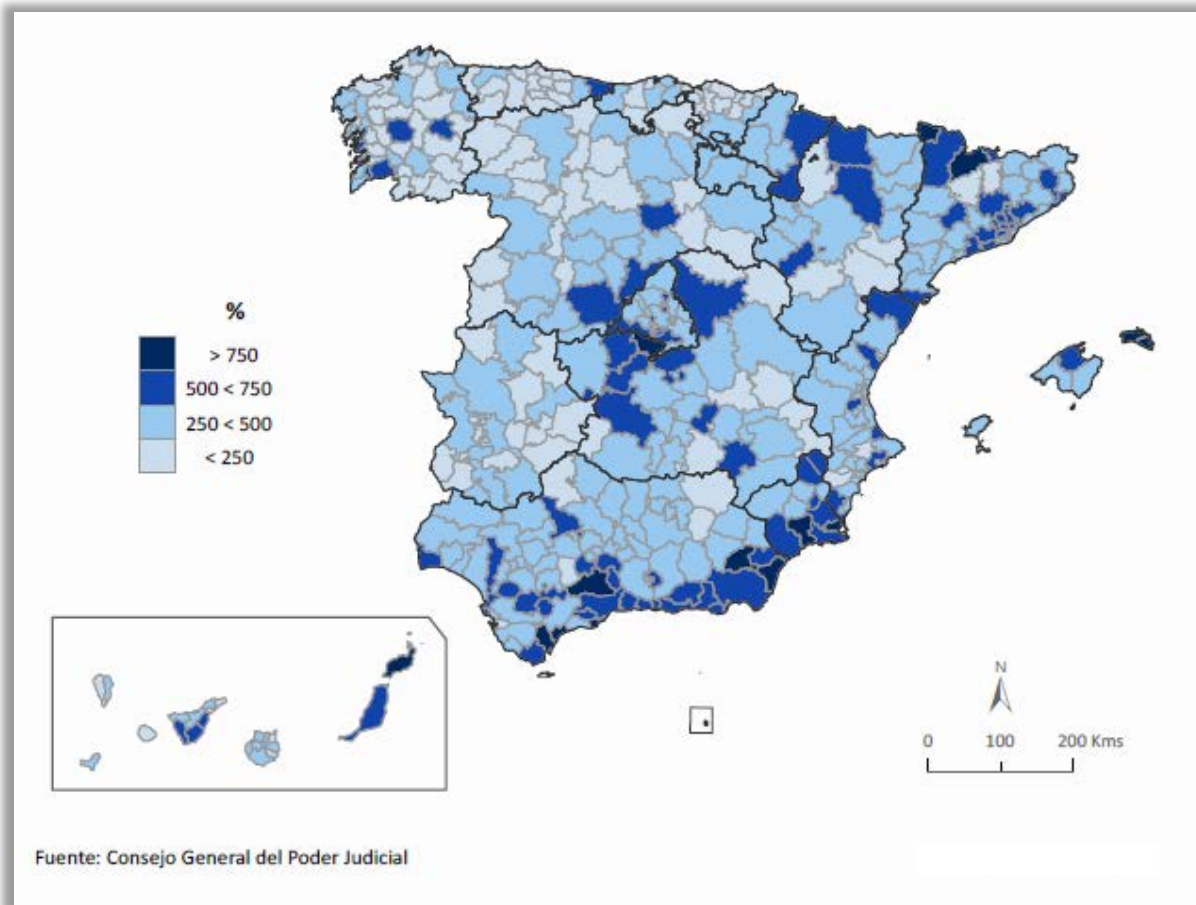 %
> 750
500 < 750
250 < 500
< 250
N
0 100 200 Kms
Fuente: Consejo General del Poder Judicial